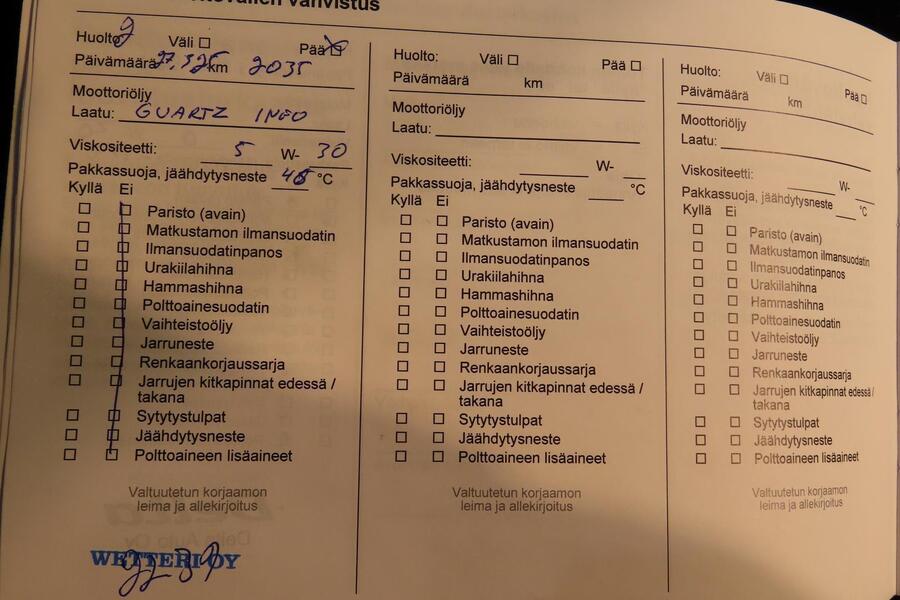 vahvistus
Huolto: 2 Väli □ Pää □
Päivämäärä 27.3.25 km 2035
Moottoriöljy
Laatu: QUARTZ INEO
Viskositeetti: 5 W- 30
Pakkassuoja, jäähdytysneste 48 °C
Kyllä Ei
□ □ Paristo (avain)
□ □ Matkustamon ilmansuodatin
□ □ Ilmansuodatinpanos
□ □ Urakiilahihna
□ □ Hammashihna
□ □ Polttoainesuodatin
□ □ Vaihteistoöljy
□ □ Jarruneste
□ □ Renkaankorjaussarja
□ □ Jarrujen kitkapinnat edessä /
takana
□ □ Sytytystulpat
□ □ Jäähdytysneste
□ □ Polttoaineen lisäaineet
Valtuutetun korjaamon
leima ja allekirjoitus
WETTERI OY
Huolto: Väli □ Pää □
Päivämäärä km
Moottoriöljy
Laatu:
Viskositeetti: W-
Pakkassuoja, jäähdytysneste °C
Kyllä Ei
□ □ Paristo (avain)
□ □ Matkustamon ilmansuodatin
□ □ Ilmansuodatinpanos
□ □ Urakiilahihna
□ □ Hammashihna
□ □ Polttoainesuodatin
□ □ Vaihteistoöljy
□ □ Jarruneste
□ □ Renkaankorjaussarja
□ □ Jarrujen kitkapinnat edessä /
takana
□ □ Sytytystulpat
□ □ Jäähdytysneste
□ □ Polttoaineen lisäaineet
Valtuutetun korjaamon
leima ja allekirjoitus
Huolto: Väli □ Pää □
Päivämäärä km
Moottoriöljy
Laatu:
Viskositeetti: W-
Pakkassuoja, jäähdytysneste °C
Kyllä Ei
□ □ Paristo (avain)
□ □ Matkustamon ilmansuodatin
□ □ Ilmansuodatinpanos
□ □ Urakiilahihna
□ □ Hammashihna
□ □ Polttoainesuodatin
□ □ Vaihteistoöljy
□ □ Jarruneste
□ □ Renkaankorjaussarja
□ □ Jarrujen kitkapinnat edessä /
takana
□ □ Sytytystulpat
□ □ Jäähdytysneste
□ □ Polttoaineen lisäaineet
Valtuutetun korjaamon
leima ja allekirjoitus